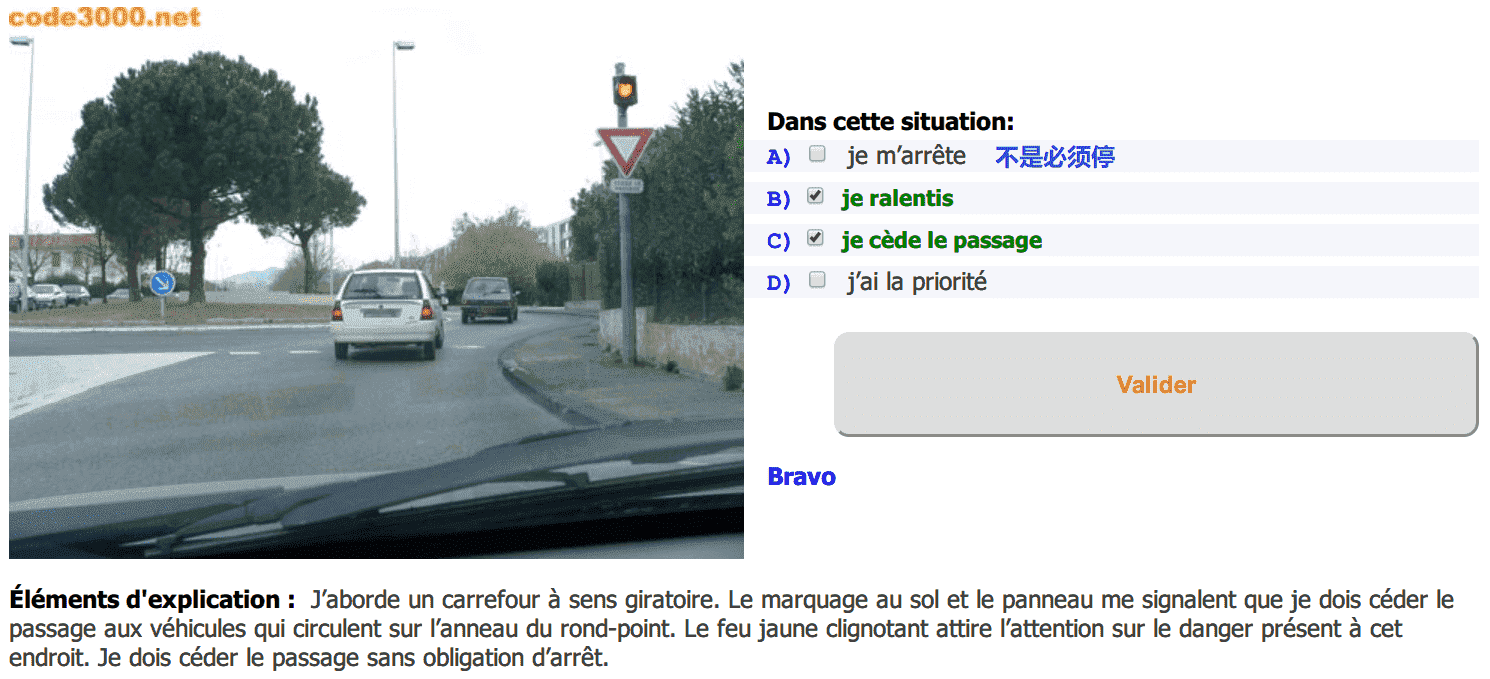 code3000.net
CÉDEZ LE
PASSAGE
Dans cette situation:
A) je m’arrête 不是必须停
B) je ralentis
C) je cède le passage
D) j’ai la priorité
Valider
Bravo
Éléments d'explication : J’aborde un carrefour à sens giratoire. Le marquage au sol et le panneau me signalent que je dois céder le
passage aux véhicules qui circulent sur l’anneau du rond-point. Le feu jaune clignotant attire l’attention sur le danger présent à cet
endroit. Je dois céder le passage sans obligation d’arrêt.